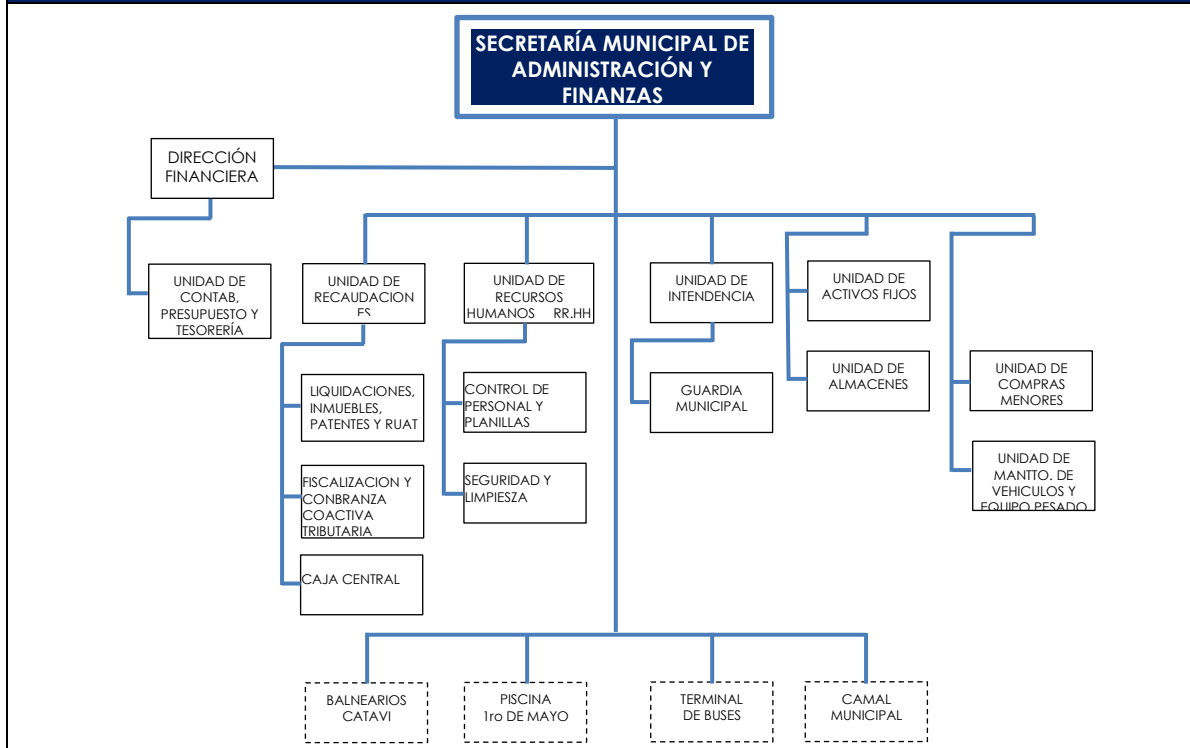 SECRETARÍA MUNICIPAL DE
ADMINISTRACIÓN Y
FINANZAS
DIRECCIÓN
FINANCIERA
UNIDAD DE
CONTAB,
PRESUPUESTO Y
TESORERÍA
UNIDAD DE
RECAUDACION
ES
UNIDAD DE
RECURSOS
HUMANOS RR.HH
UNIDAD DE
INTENDENCIA
UNIDAD DE
ACTIVOS FIJOS
LIQUIDACIONES,
INMUEBLES,
PATENTES Y RUAT
CONTROL DE
PERSONAL Y
PLANILLAS
GUARDIA
MUNICIPAL
UNIDAD DE
ALMACENES
UNIDAD DE
COMPRAS
MENORES
FISCALIZACION Y
CONBRANZA
COACTIVA
TRIBUTARIA
SEGURIDAD Y
LIMPIESZA
UNIDAD DE
MANTTO. DE
VEHICULOS Y
EQUIPO PESADO
CAJA CENTRAL
BALNEARIOS
CATAVI
PISCINA
1ro DE MAYO
TERMINAL
DE BUSES
CAMAL
MUNICIPAL